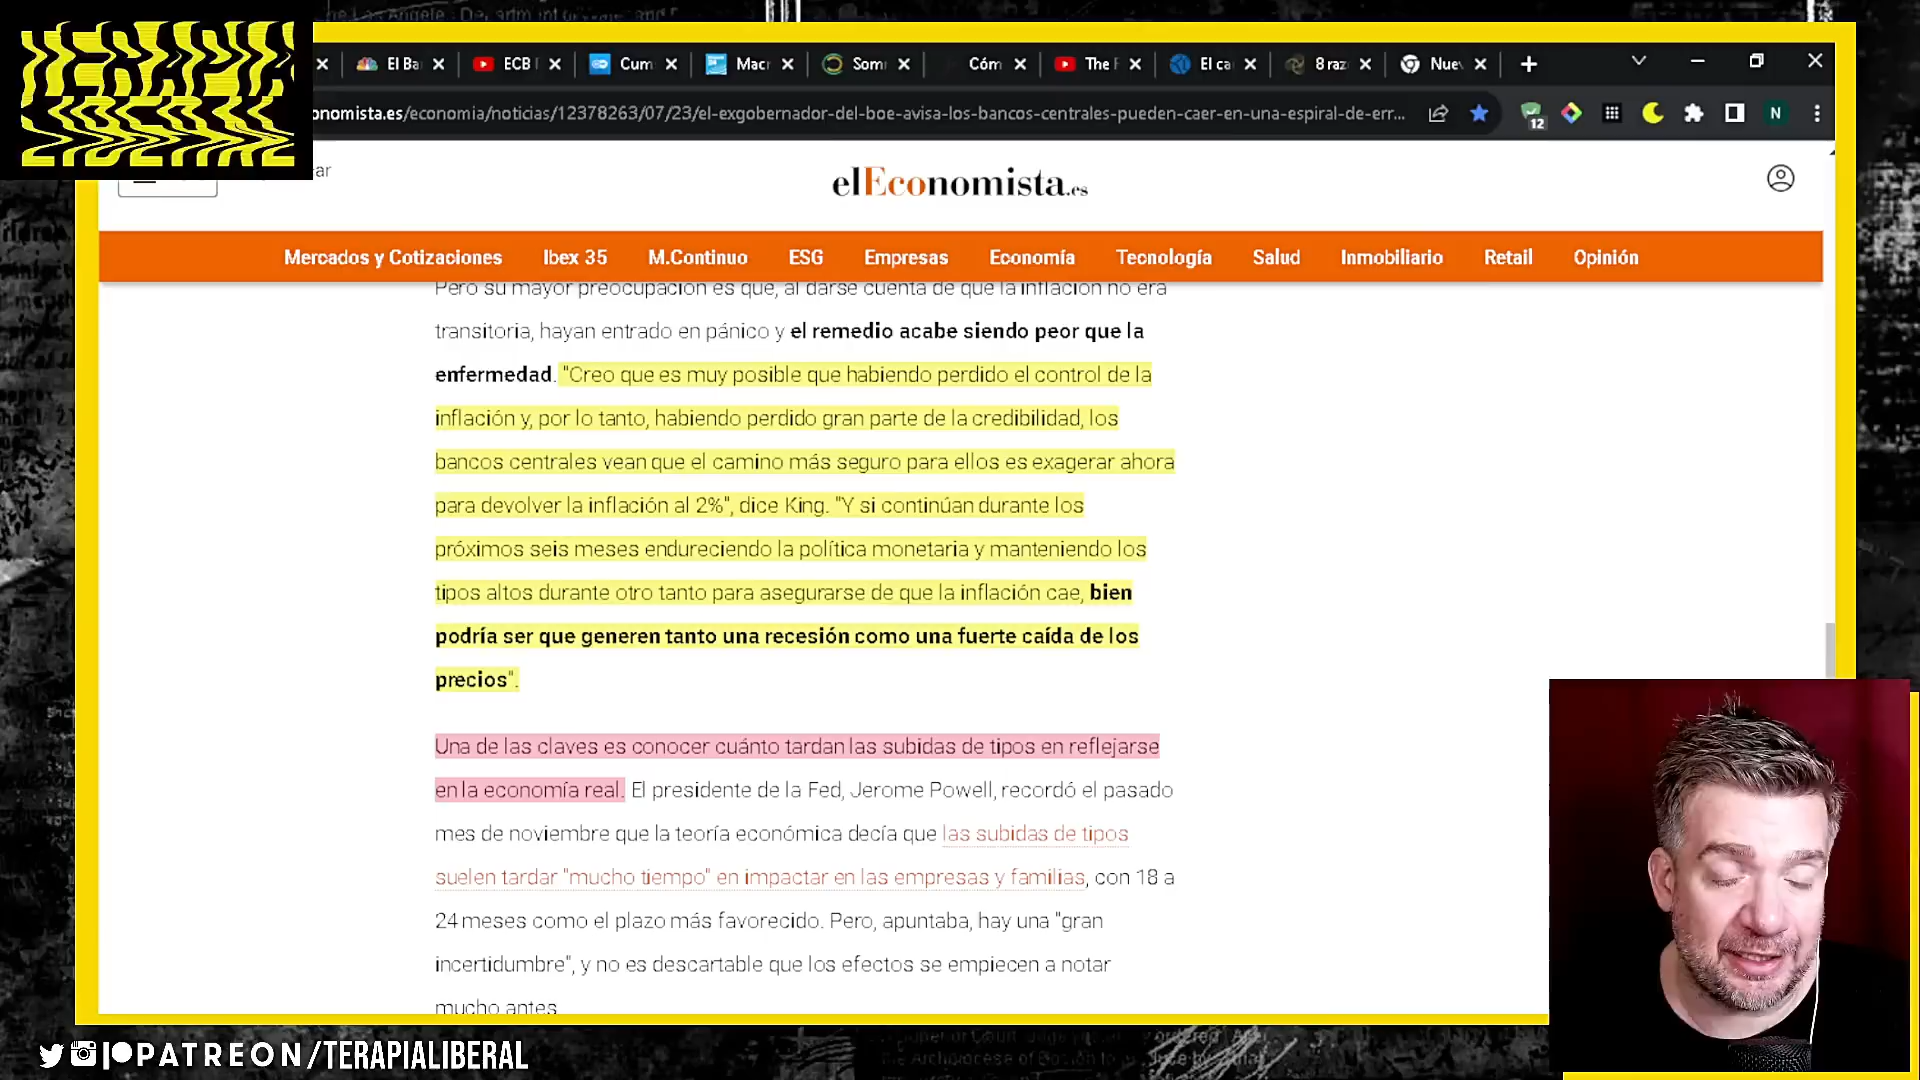 TERAPIA
LIBERAL
El Ba
ECB
Cum
Mac
Som
Cóm
The F
El ca
8 raz
Nue
onomista.es/economia/noticias/12378263/07/23/el-exgobernador-del-boe-avisa-los-bancos-centrales-pueden-caer-en-una-espiral-de-err...
12
N
ar
elEconomista.es
Mercados y Cotizaciones
Ibex 35
M.Continuo
ESG
Empresas
Economía
Tecnología
Salud
Inmobiliario
Retail
Opinión
Pero su mayor preocupación es que, al darse cuenta de que la inflación no era
transitoria, hayan entrado en pánico y el remedio acabe siendo peor que la
enfermedad. "Creo que es muy posible que habiendo perdido el control de la
inflación y, por lo tanto, habiendo perdido gran parte de la credibilidad, los
bancos centrales vean que el camino más seguro para ellos es exagerar ahora
para devolver la inflación al 2%", dice King. "Y si continúan durante los
próximos seis meses endureciendo la política monetaria y manteniendo los
tipos altos durante otro tanto para asegurarse de que la inflación cae, bien
podría ser que generen tanto una recesión como una fuerte caída de los
precios".
Una de las claves es conocer cuánto tardan las subidas de tipos en reflejarse
en la economía real. El presidente de la Fed, Jerome Powell, recordó el pasado
mes de noviembre que la teoría económica decía que las subidas de tipos
suelen tardar "mucho tiempo" en impactar en las empresas y familias, con 18 a
24 meses como el plazo más favorecido. Pero, apuntaba, hay una "gran
incertidumbre", y no es descartable que los efectos se empiecen a notar
mucho antes.
PATREON/TERAPIALIBERAL